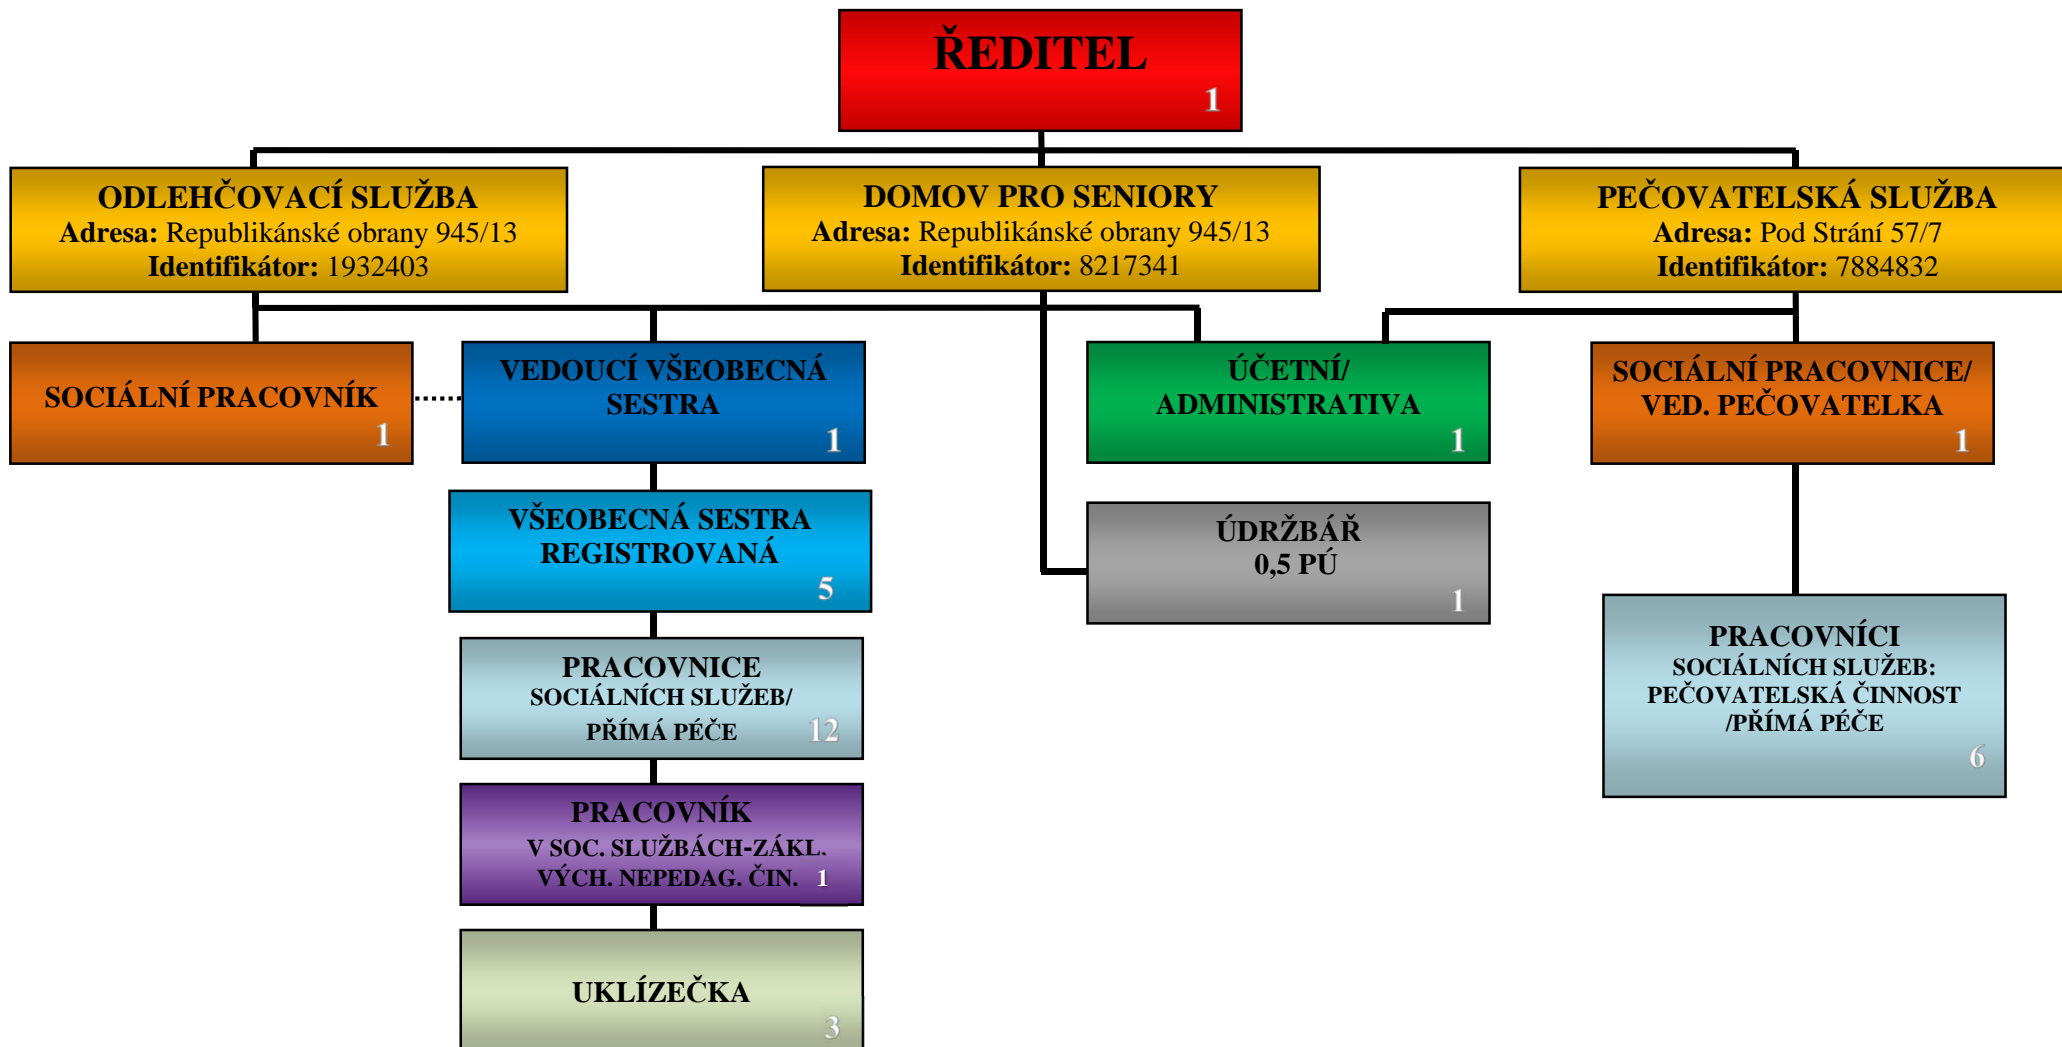 ŘEDITEL
1
ODLEHČOVACÍ SLUŽBA
Adresa: Republikánské obrany 945/13
Identifikátor: 1932403
DOMOV PRO SENIORY
Adresa: Republikánské obrany 945/13
Identifikátor: 8217341
PEČOVATELSKÁ SLUŽBA
Adresa: Pod Strání 57/7
Identifikátor: 7884832
SOCIÁLNÍ PRACOVNÍK
1
VEDOUCÍ VŠEOBECNÁ
SESTRA
1
ÚČETNÍ/
ADMINISTRATIVA
1
SOCIÁLNÍ PRACOVNICE/
VED. PEČOVATELKA
1
VŠEOBECNÁ SESTRA
REGISTROVANÁ
5
ÚDRŽBÁŘ
0,5 PÚ
1
PRACOVNICE
SOCIÁLNÍCH SLUŽEB/
PŘÍMÁ PÉČE 12
PRACOVNÍCI
SOCIÁLNÍCH SLUŽEB:
PEČOVATELSKÁ ČINNOST
/PŘÍMÁ PÉČE
6
PRACOVNÍK
V SOC. SLUŽBÁCH-ZÁKL.
VÝCH. NEPEDAG. ČIN. 1
UKLÍZEČKA
3